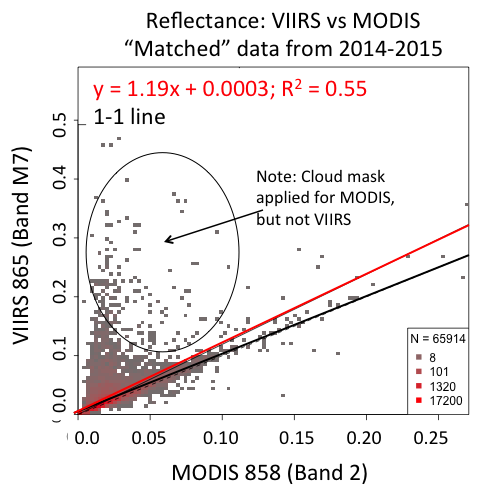 Reflectance: VIIRS vs MODIS
“Matched” data from 2014-2015
y = 1.19x + 0.0003; R² = 0.55
1-1 line
Note: Cloud mask
applied for MODIS,
but not VIIRS
VIIRS 865 (Band M7)
0.5
0.4
0.3
0.2
0.1
0.0
N = 65914
8
101
1320
17200
0.0 0.05 0.10 0.15 0.20 0.25
MODIS 858 (Band 2)